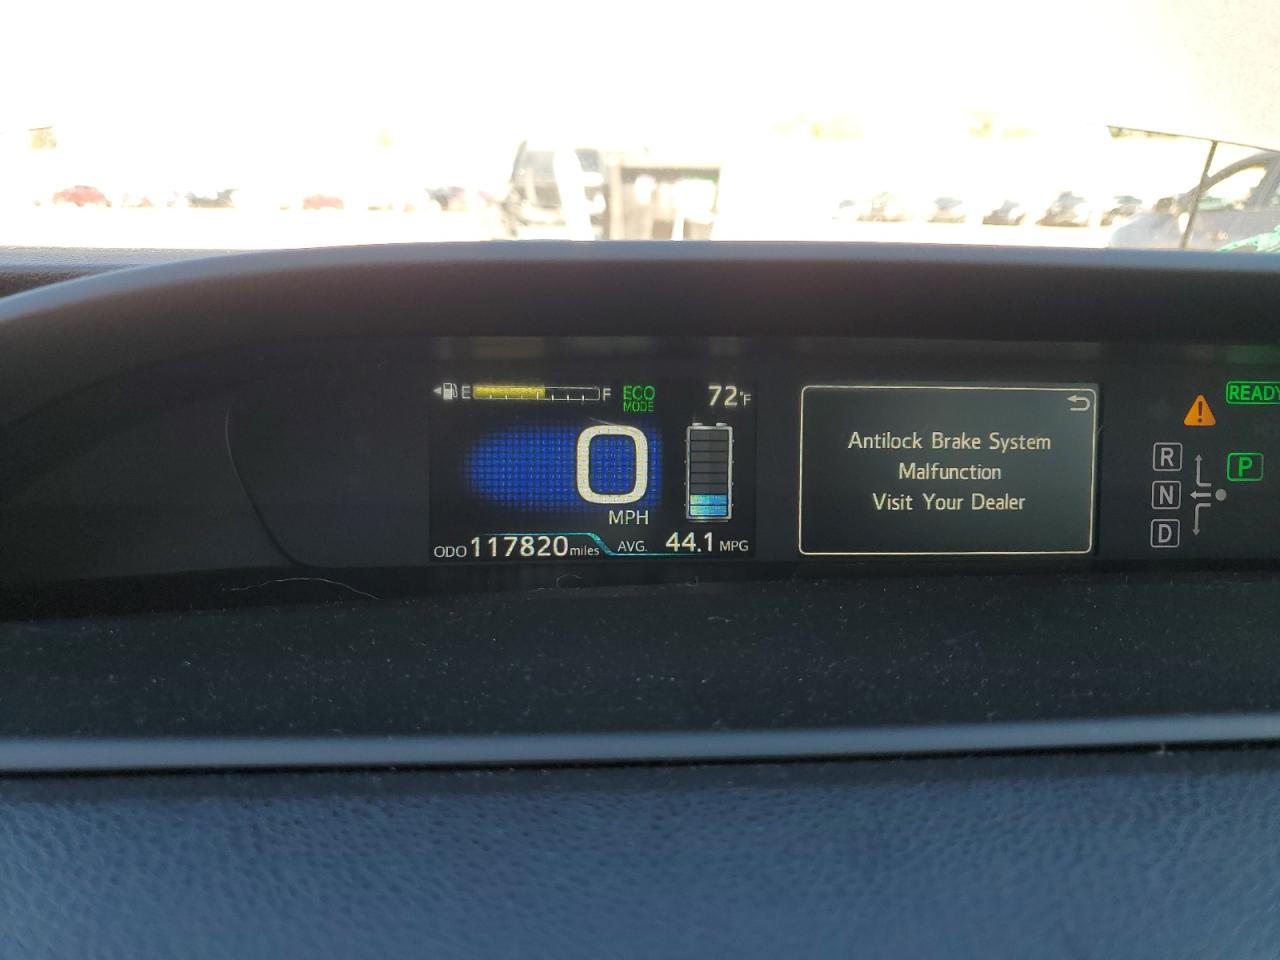 E F ECO
MODE
72°F
0
MPH
ODO 117820 miles AVG. 44.1 MPG
Antilock Brake System
Malfunction
Visit Your Dealer
!
READY
R
N
D
P